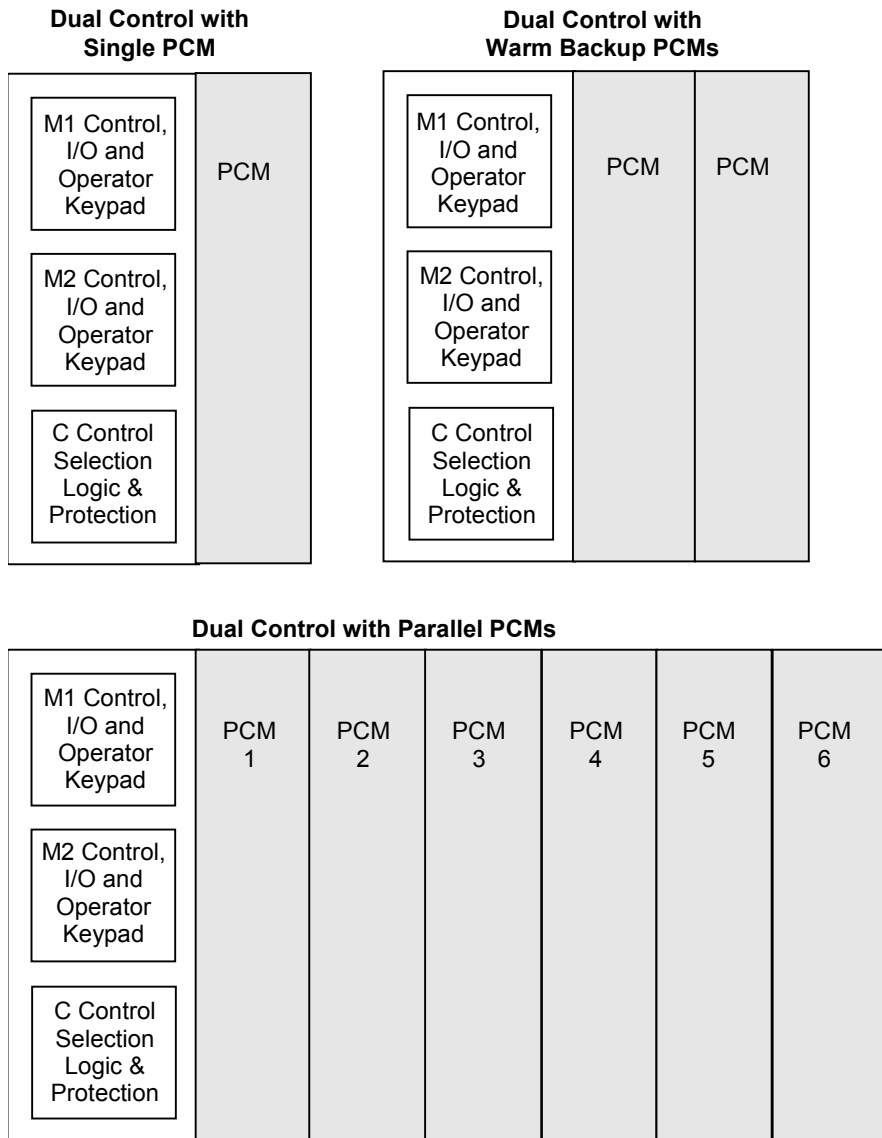 Dual Control with
Single PCM
M1 Control,
I/O and
Operator
Keypad
PCM
M2 Control,
I/O and
Operator
Keypad
C Control
Selection
Logic &
Protection
Dual Control with
Warm Backup PCMs
M1 Control,
I/O and
Operator
Keypad
PCM
PCM
M2 Control,
I/O and
Operator
Keypad
C Control
Selection
Logic &
Protection
Dual Control with Parallel PCMs
M1 Control,
I/O and
Operator
Keypad
PCM
1
PCM
2
PCM
3
PCM
4
PCM
5
PCM
6
M2 Control,
I/O and
Operator
Keypad
C Control
Selection
Logic &
Protection